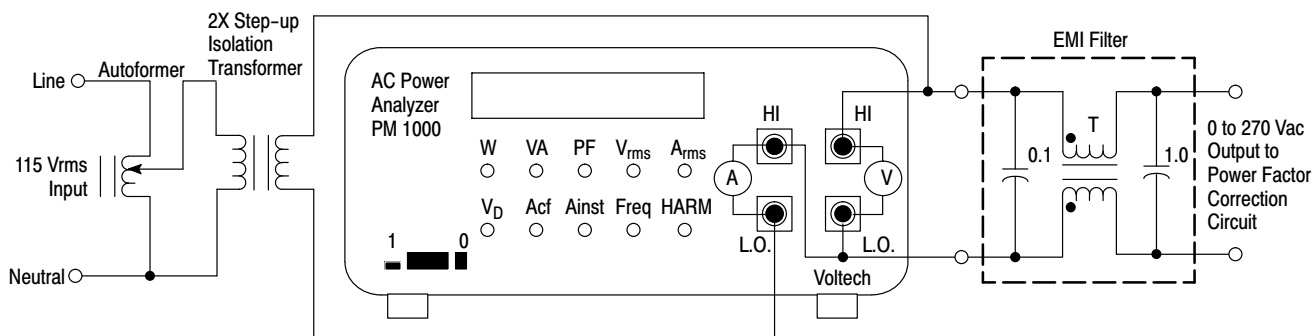 2X Step-up
Isolation
Transformer
Autoformer
Line
115 Vrms
Input
Neutral
AC Power
Analyzer
PM 1000
W VA PF Vrms Arms
VD Acf Ainst Freq HARM
1 0
HI HI
A V
L.O. L.O.
Voltech
EMI Filter
T
0.1 1.0
0 to 270 Vac
Output to
Power Factor
Correction
Circuit